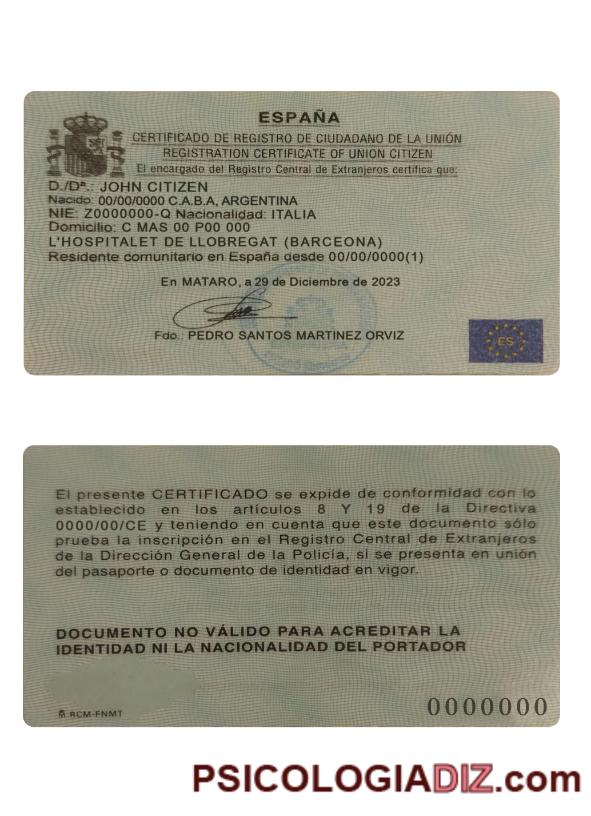 ESPAÑA
CERTIFICADO DE REGISTRO DE CIUDADANO DE LA UNIÓN
REGISTRATION CERTIFICATE OF UNION CITIZEN
El encargado del Registro Central de Extranjeros certifica que:
D./Dª.: JOHN CITIZEN
Nacido: 00/00/0000 C.A.B.A, ARGENTINA
NIE: Z0000000-Q Nacionalidad: ITALIA
Domicilio: C MAS 00 P00 000
L'HOSPITALET DE LLOBREGAT (BARCEONA)
Residente comunitario en España desde 00/00/0000(1)
En MATARO, a 29 de Diciembre de 2023
Fdo.: PEDRO SANTOS MARTINEZ ORVIZ
ES
El presente CERTIFICADO se expide de conformidad con lo
establecido en los artículos 8 Y 19 de la Directiva
0000/00/CE y teniendo en cuenta que este documento sólo
prueba la inscripción en el Registro Central de Extranjeros
de la Dirección General de la Policía, si se presenta en unión
del pasaporte o documento de identidad en vigor.
DOCUMENTO NO VÁLIDO PARA ACREDITAR LA
IDENTIDAD NI LA NACIONALIDAD DEL PORTADOR
RCM-FNMT
0000000
PSICOLOGIADIZ.com